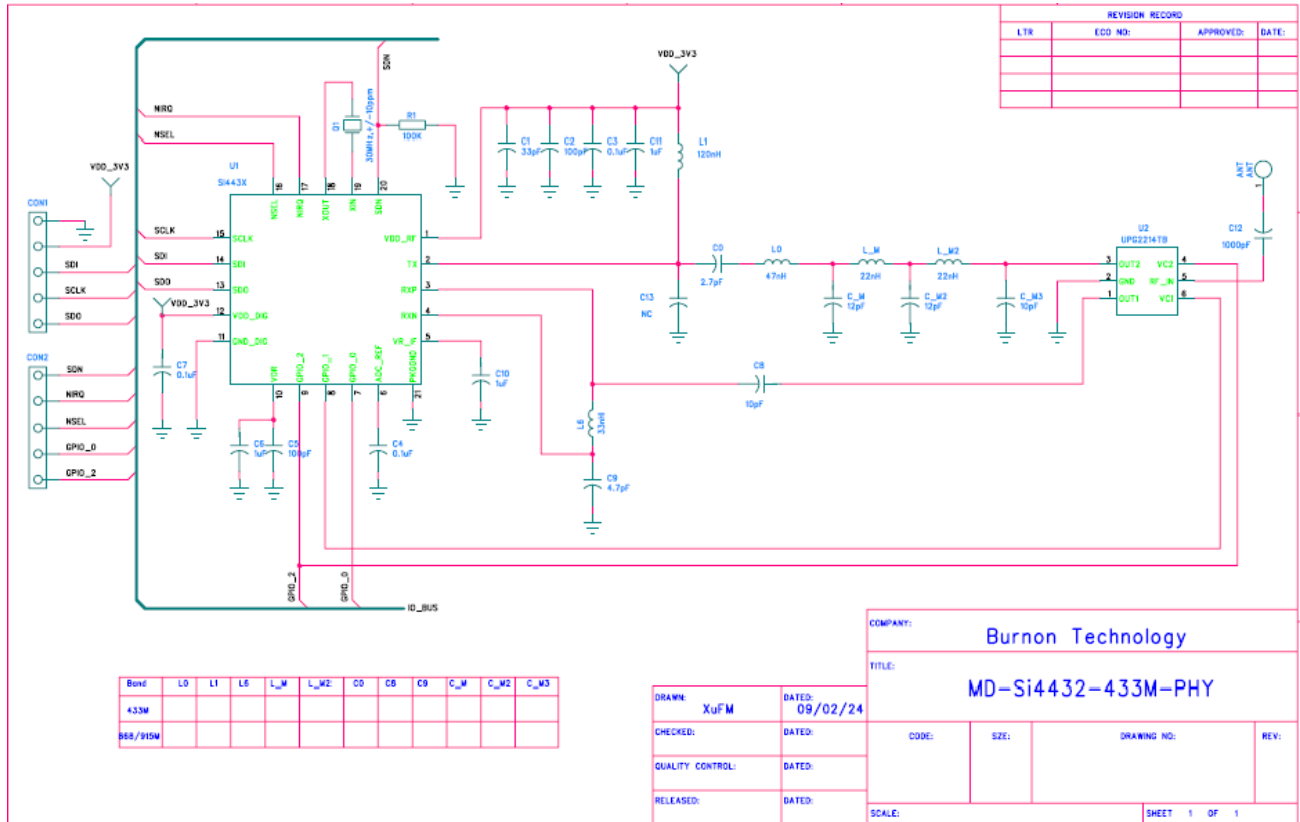 REVISION RECORD
LTR ECO NO: APPROVED: DATE:
SDN
VDD_3V3
NIRQ
NSEL
Q1
30MHz,+/-10ppm
R1
100K
C1
33pF
C2
100pF
C3
0.1uF
C11
1uF
L1
120nH
VDD_3V3
U1
SI443X
16 17 18 19 20
NSEL NIRQ XOUT XIN SDN
CON1
SCLK
SDI
SDO
SDI
SCLK
SDO
15 SCLK
14 SDI
13 SDO
12 VDD_DIG
11 GND_DIG
VDD_RF 1
TX 2
RXP 3
RXN 4
VR_IF 5
VDR GPIO_2 GPIO_1 GPIO_0 ADC_REF PKGGND
10 9 8 7 6 21
VDD_3V3
C7
0.1uF
C0
2.7pF
L0
47nH
L_M
22nH
L_M2
22nH
C13
NC
C_M
12pF
C_M2
12pF
C_M3
10pF
ANT
ANT
1
C12
1000pF
U2
UPG2214TB
3 OUT2 VC2 4
2 GND RF_IN 5
1 OUT1 VC1 6
CON2
SDN
NIRQ
NSEL
GPIO_0
GPIO_2
C10
1uF
C8
10pF
L6
33nH
C9
4.7pF
C6
1uF
C5
100pF
C4
0.1uF
GPIO_2
GPIO_0
IO_BUS
Band L0 L1 L6 L_M L_M2: C0 C8 C9 C_M C_M2 C_M3
433M
868/915M
COMPANY:
Burnon Technology
TITLE:
MD-Si4432-433M-PHY
DRAWN: XuFM DATED: 09/02/24
CHECKED: DATED:
QUALITY CONTROL: DATED:
RELEASED: DATED:
CODE: SZE: DRAWING NO: REV:
SCALE: SHEET 1 OF 1